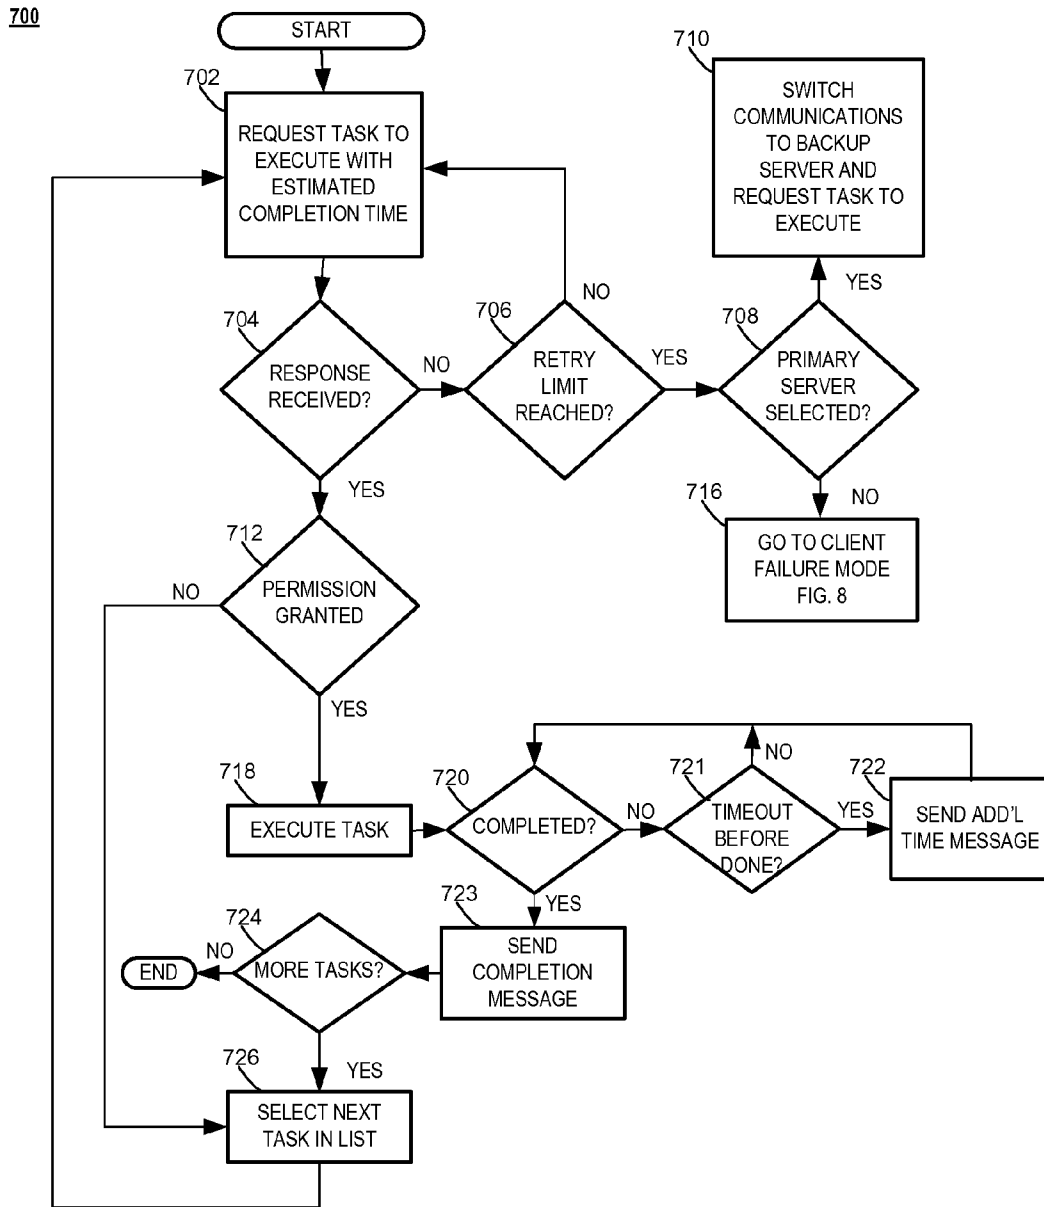 700
START
702
REQUEST TASK TO
EXECUTE WITH
ESTIMATED
COMPLETION TIME
710
SWITCH
COMMUNICATIONS
TO BACKUP
SERVER AND
REQUEST TASK TO
EXECUTE
YES
NO
704
RESPONSE
RECEIVED?
NO
706
RETRY
LIMIT
REACHED?
YES
708
PRIMARY
SERVER
SELECTED?
YES
NO
716
GO TO CLIENT
FAILURE MODE
FIG. 8
712
PERMISSION
GRANTED
NO
YES
718
EXECUTE TASK
720
COMPLETED?
NO
721
TIMEOUT
BEFORE
DONE?
NO
YES
722
SEND ADD'L
TIME MESSAGE
YES
723
SEND
COMPLETION
MESSAGE
724
MORE TASKS?
NO
END
YES
726
SELECT NEXT
TASK IN LIST